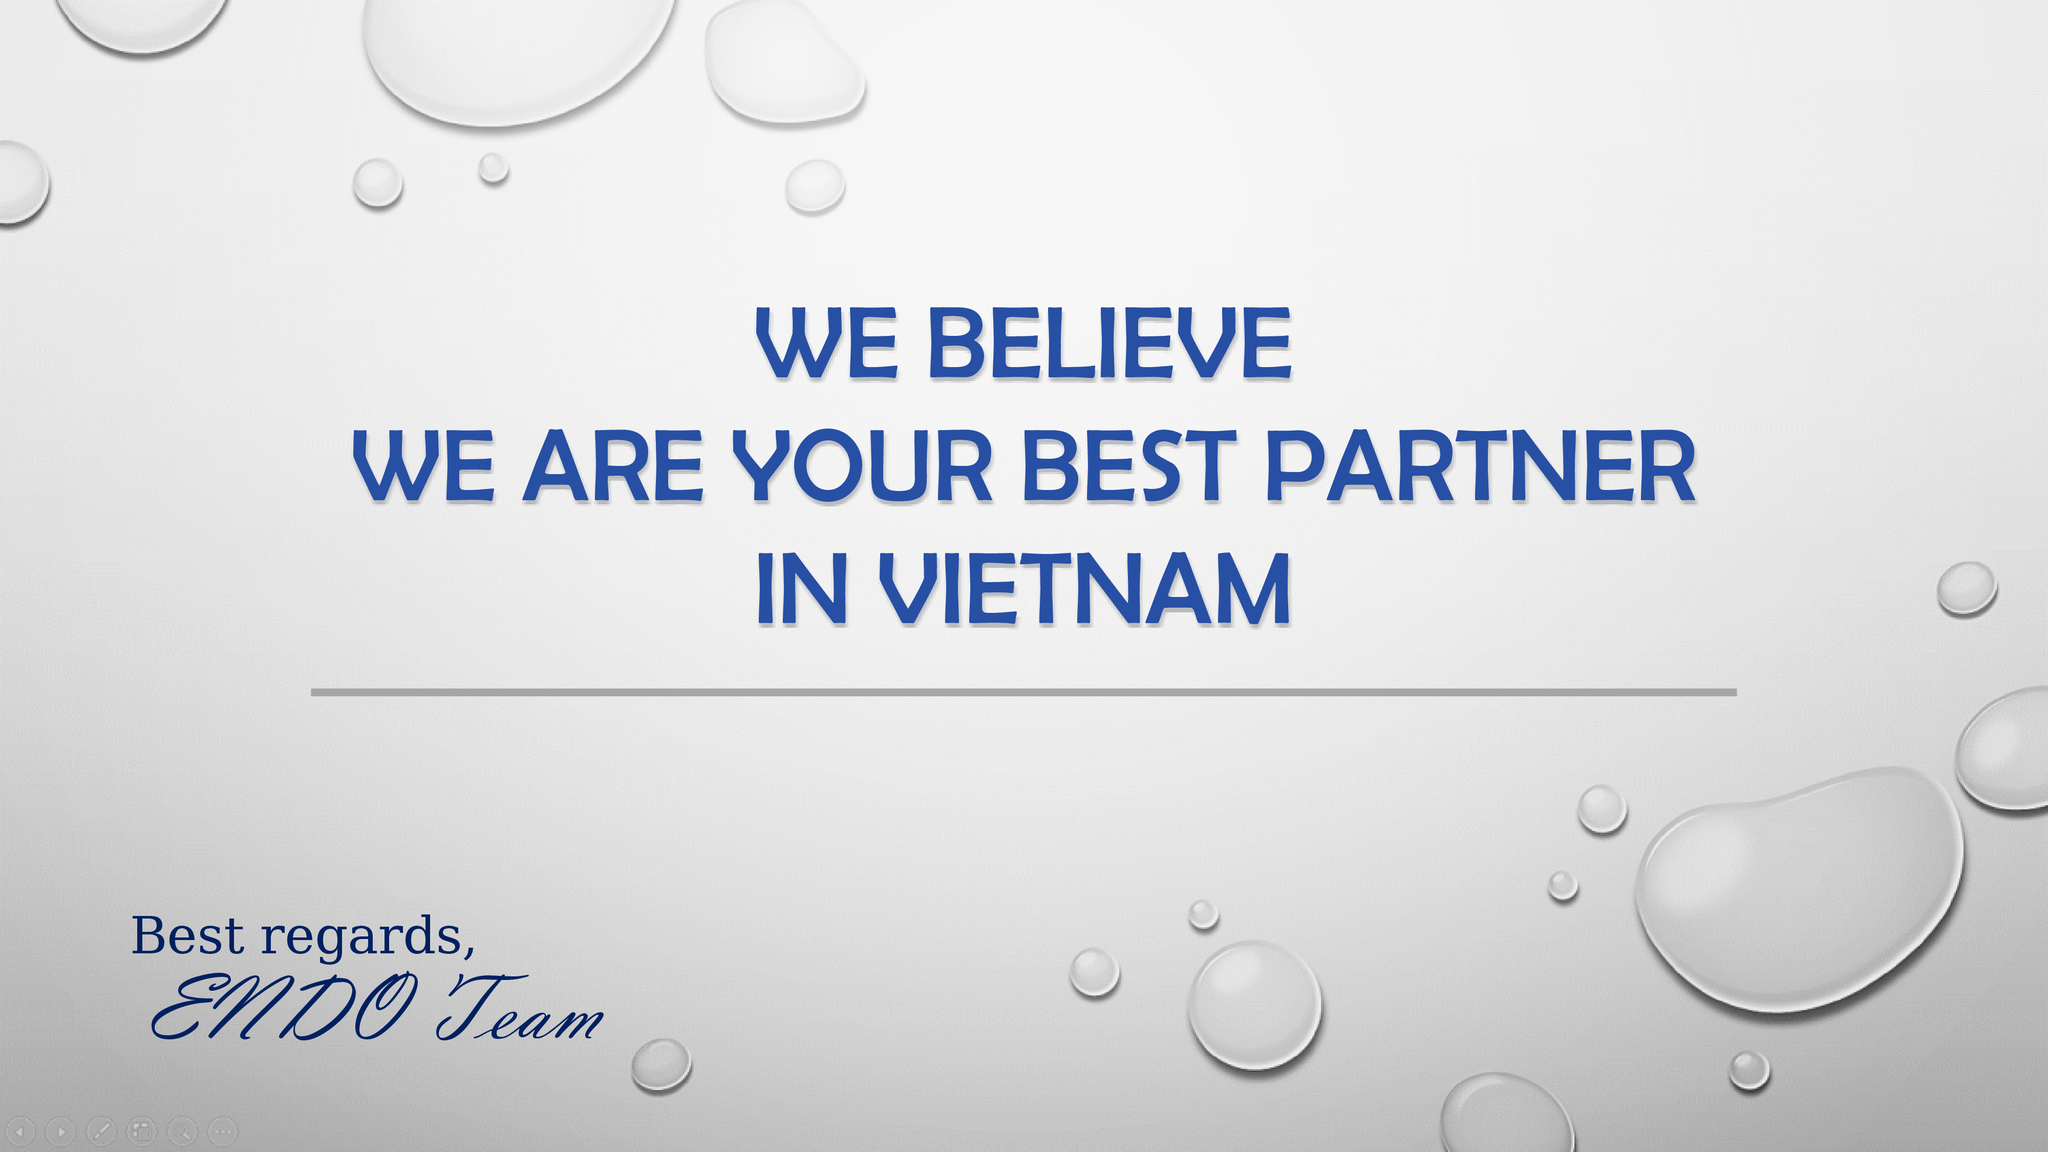 WE BELIEVE
WE ARE YOUR BEST PARTNER
IN VIETNAM
Best regards,
ENDO Team